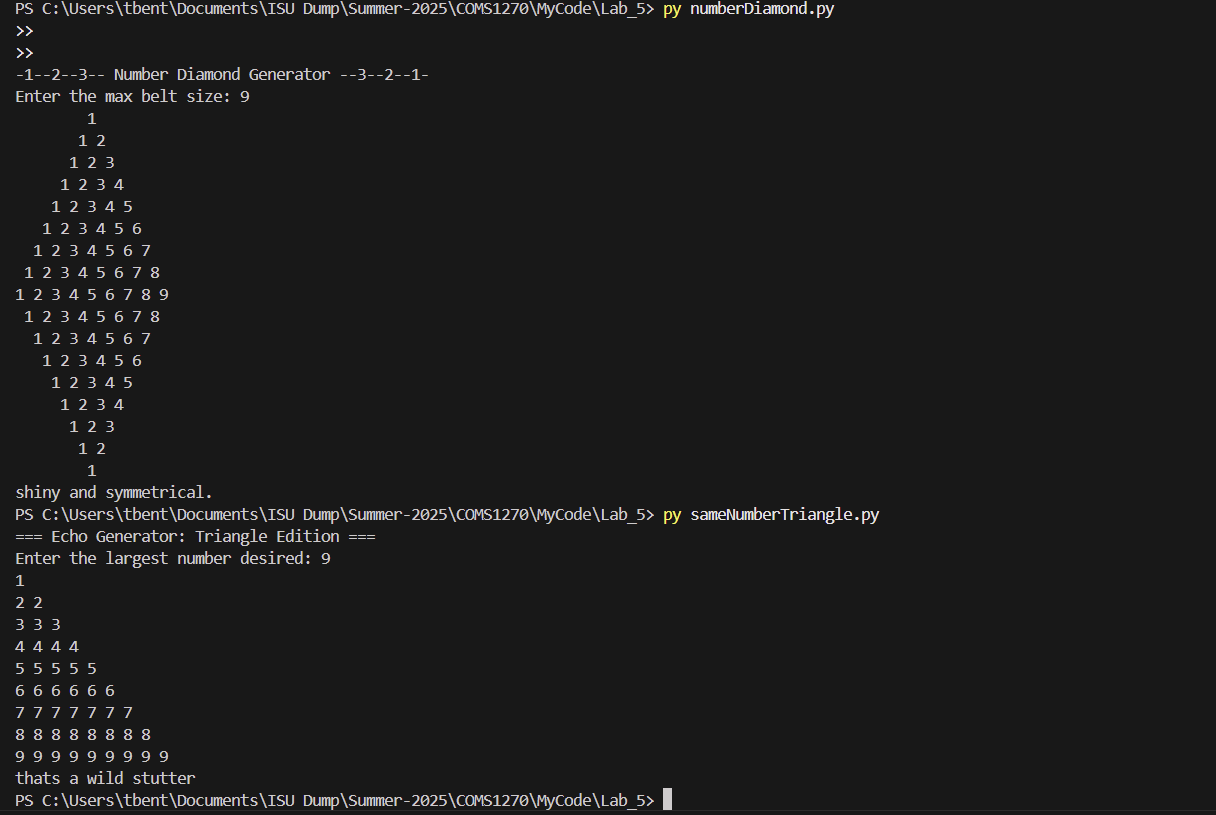 PS C:\Users\tbent\Documents\ISU Dump\Summer-2025\COMS1270\MyCode\Lab_5> py numberDiamond.py
>>
>>
-1--2--3-- Number Diamond Generator --3--2--1-
Enter the max belt size: 9
        1
       1 2
      1 2 3
     1 2 3 4
    1 2 3 4 5
   1 2 3 4 5 6
  1 2 3 4 5 6 7
 1 2 3 4 5 6 7 8
1 2 3 4 5 6 7 8 9
 1 2 3 4 5 6 7 8
  1 2 3 4 5 6 7
   1 2 3 4 5 6
    1 2 3 4 5
     1 2 3 4
      1 2 3
       1 2
        1
shiny and symmetrical.
PS C:\Users\tbent\Documents\ISU Dump\Summer-2025\COMS1270\MyCode\Lab_5> py sameNumberTriangle.py
=== Echo Generator: Triangle Edition ===
Enter the largest number desired: 9
1
2 2
3 3 3
4 4 4 4
5 5 5 5 5
6 6 6 6 6 6
7 7 7 7 7 7 7
8 8 8 8 8 8 8 8
9 9 9 9 9 9 9 9 9
thats a wild stutter
PS C:\Users\tbent\Documents\ISU Dump\Summer-2025\COMS1270\MyCode\Lab_5>